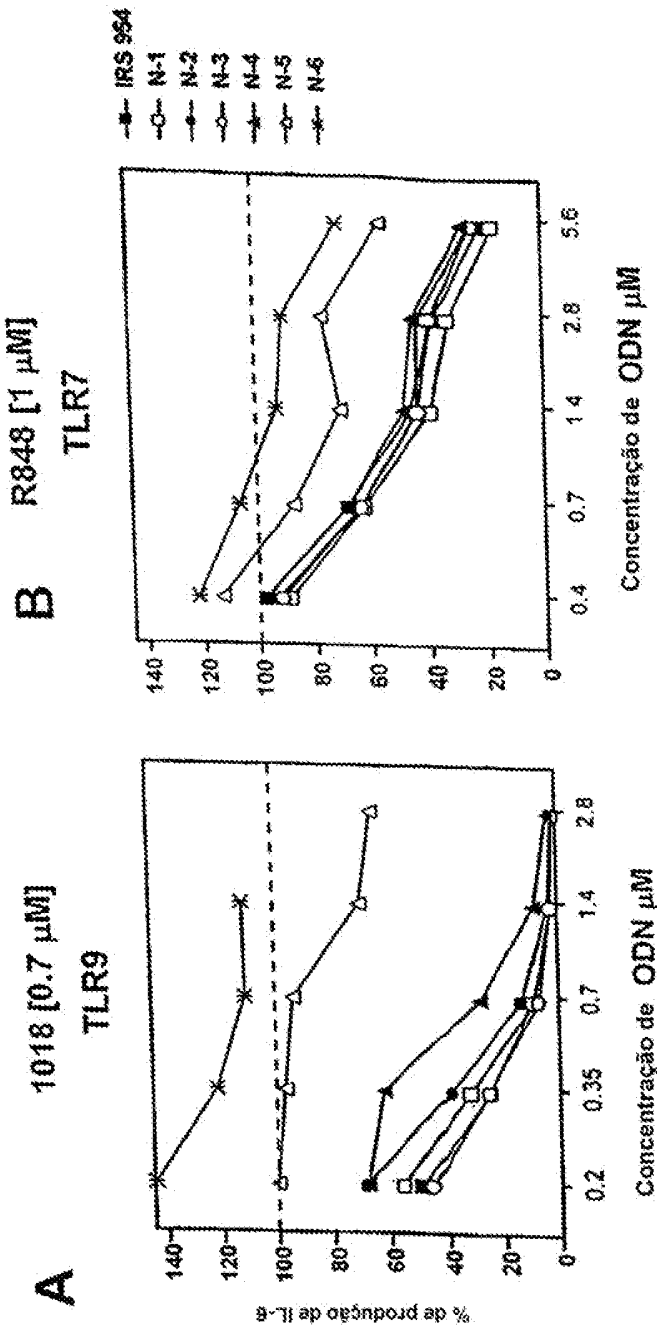 A
1018 [0.7 µM]
TLR9
% de produção de IL-6
140
120
100
80
60
40
20
0
0.2
0.35
0.7
1.4
2.8
Concentração de ODN µM
B
R848 [1 µM]
TLR7
140
120
100
80
60
40
20
0
0.4
0.7
1.4
2.8
5.6
Concentração de ODN µM
IRS 954
N-1
N-2
N-3
N-4
N-5
N-6